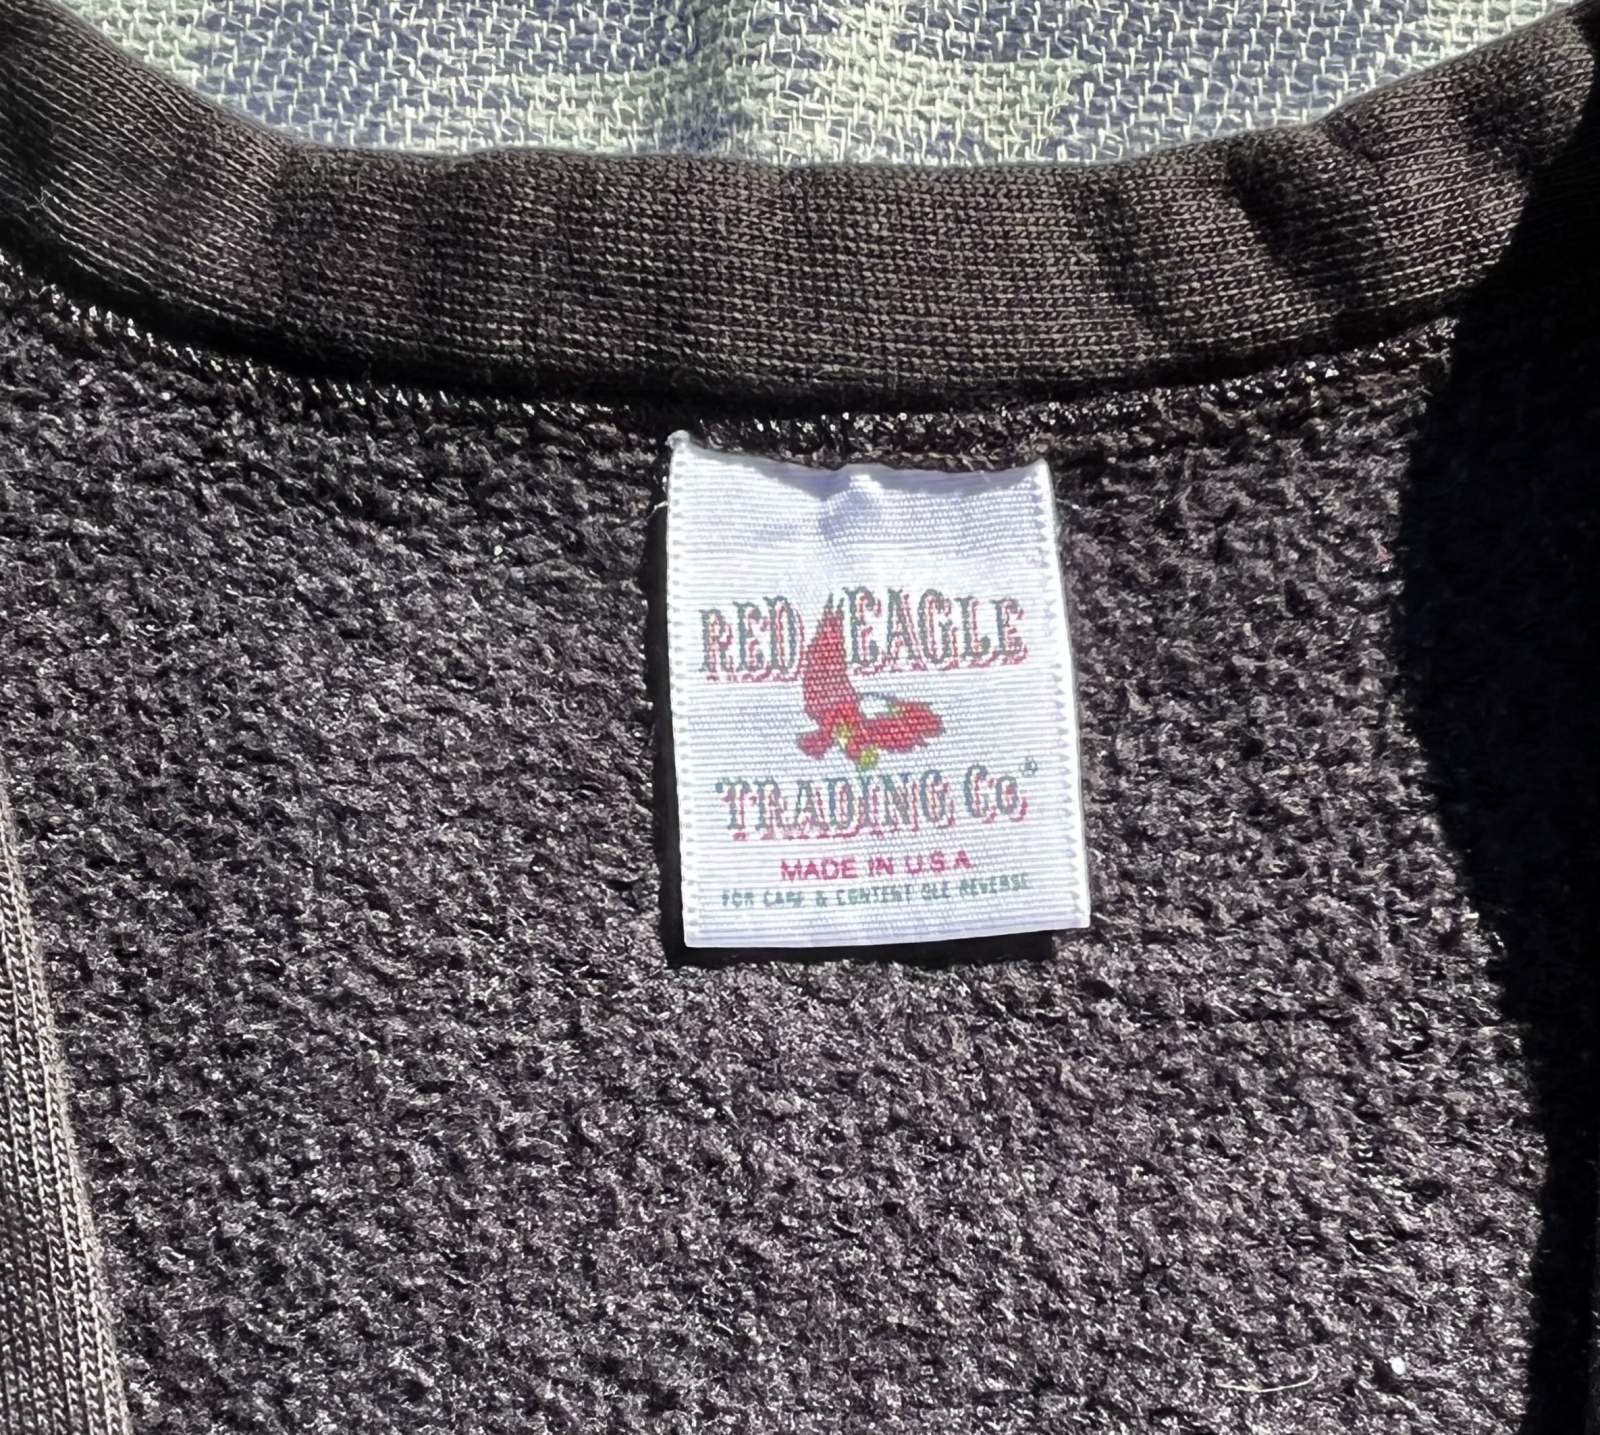 RED EAGLE
TRADING Co®
MADE IN U.S.A.
FOR CARE & CONTENT SEE REVERSE